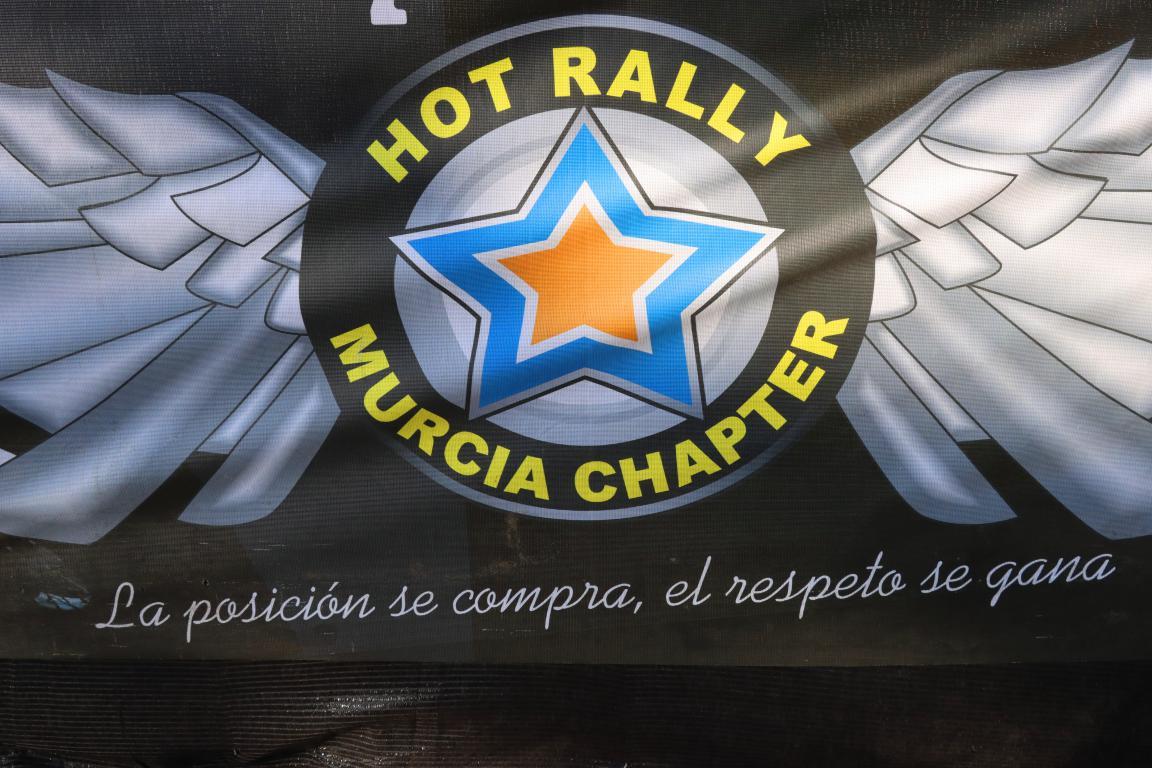 HOT RALLY
MURCIA CHAPTER
La posición se compra, el respeto se gana